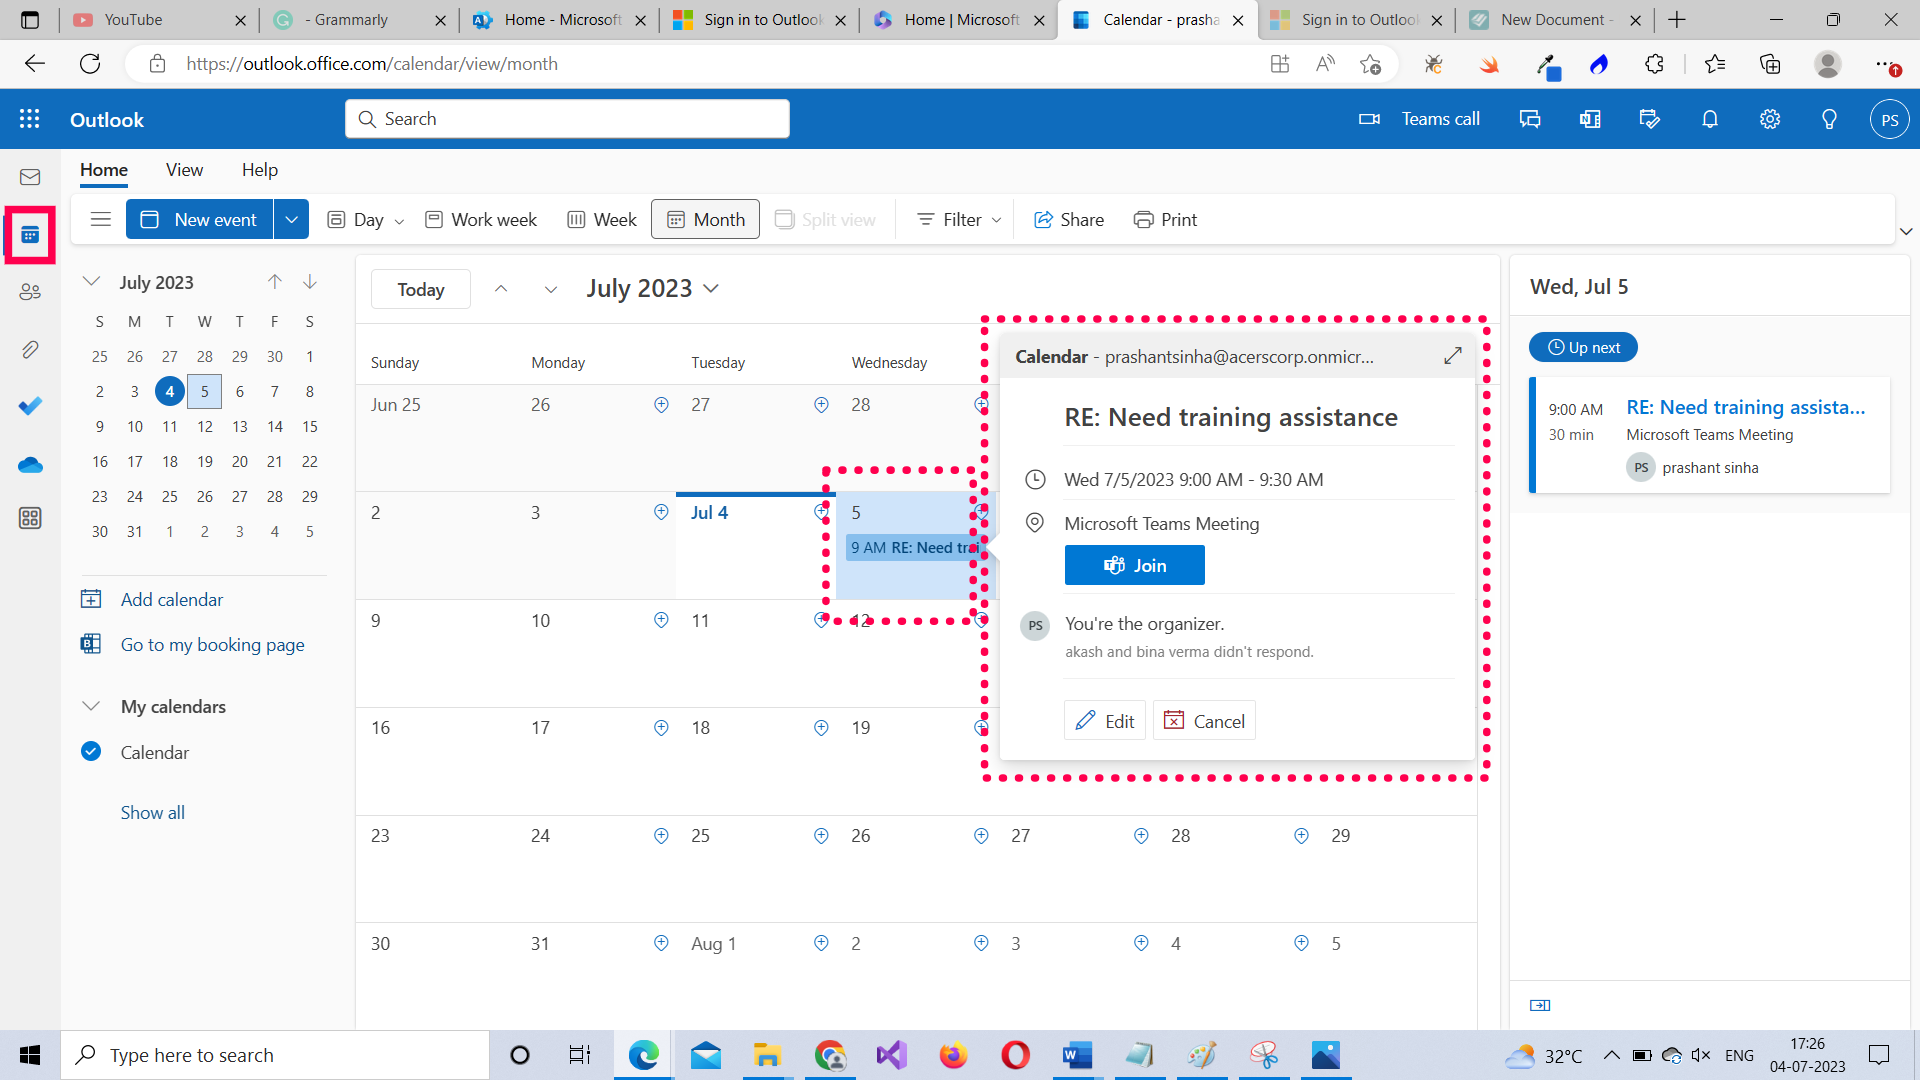 YouTube
- Grammarly
Home - Microsoft
Sign in to Outlook
Home | Microsoft
Calendar - prasha
Sign in to Outlook
New Document -
https://outlook.office.com/calendar/view/month
Outlook
Search
Teams call
PS
Home View Help
New event
Day
Work week
Week
Month
Split view
Filter
Share
Print
July 2023
S M T W T F S
25 26 27 28 29 30 1
2 3 4 5 6 7 8
9 10 11 12 13 14 15
16 17 18 19 20 21 22
23 24 25 26 27 28 29
30 31 1 2 3 4 5
Add calendar
Go to my booking page
My calendars
Calendar
Show all
Today
July 2023
Sunday Monday Tuesday Wednesday
Jun 25 26 27 28
2 3 Jul 4 5
9 AM RE: Need trai
9 10 11 12
16 17 18 19
23 24 25 26 27 28 29
30 31 Aug 1 2 3 4 5
Calendar - prashantsinha@acerscorp.onmicr...
RE: Need training assistance
Wed 7/5/2023 9:00 AM - 9:30 AM
Microsoft Teams Meeting
Join
PS
You're the organizer.
akash and bina verma didn't respond.
Edit
Cancel
Wed, Jul 5
Up next
9:00 AM RE: Need training assista...
30 min Microsoft Teams Meeting
PS prashant sinha
Type here to search
32°C
ENG
17:26
04-07-2023